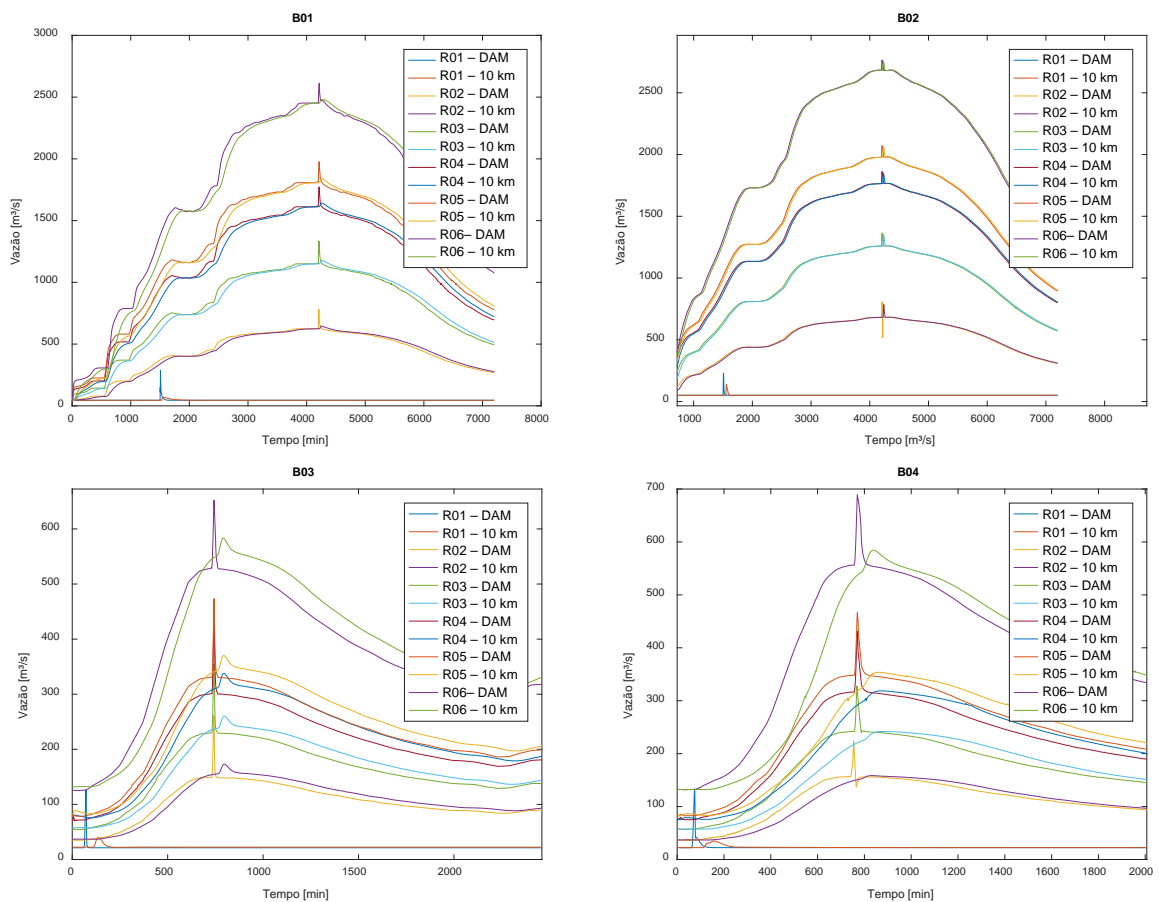 B01
3000
2500
2000
1500
1000
500
0
0 1000 2000 3000 4000 5000 6000 7000 8000
Vazão [m³/s]
Tempo [min]
R01 – DAM
R01 – 10 km
R02 – DAM
R02 – 10 km
R03 – DAM
R03 – 10 km
R04 – DAM
R04 – 10 km
R05 – DAM
R05 – 10 km
R06– DAM
R06 – 10 km
B02
2500
2000
1500
1000
500
0
1000 2000 3000 4000 5000 6000 7000 8000
Vazão [m³/s]
Tempo [m³/s]
R01 – DAM
R01 – 10 km
R02 – DAM
R02 – 10 km
R03 – DAM
R03 – 10 km
R04 – DAM
R04 – 10 km
R05 – DAM
R05 – 10 km
R06– DAM
R06 – 10 km
B03
600
500
400
300
200
100
0
0 500 1000 1500 2000
Vazão [m³/s]
Tempo [min]
R01 – DAM
R01 – 10 km
R02 – DAM
R02 – 10 km
R03 – DAM
R03 – 10 km
R04 – DAM
R04 – 10 km
R05 – DAM
R05 – 10 km
R06– DAM
R06 – 10 km
B04
700
600
500
400
300
200
100
0
0 200 400 600 800 1000 1200 1400 1600 1800 2000
Vazão [m³/s]
Tempo [min]
R01 – DAM
R01 – 10 km
R02 – DAM
R02 – 10 km
R03 – DAM
R03 – 10 km
R04 – DAM
R04 – 10 km
R05 – DAM
R05 – 10 km
R06– DAM
R06 – 10 km